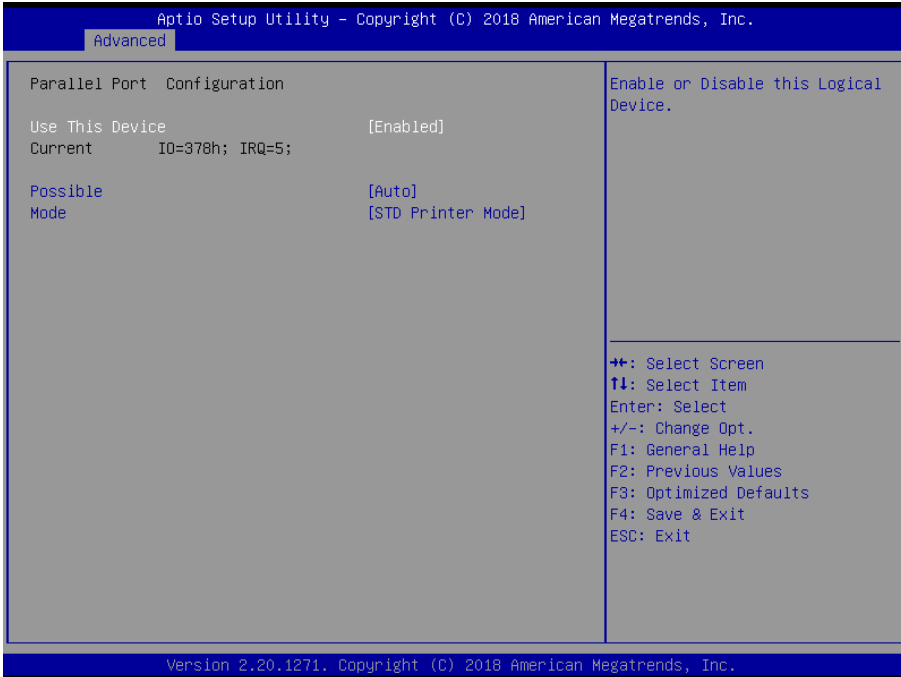 Aptio Setup Utility – Copyright (C) 2018 American Megatrends, Inc.
Advanced
Parallel Port Configuration
Use This Device [Enabled]
Current IO=378h; IRQ=5;
Possible [Auto]
Mode [STD Printer Mode]
Enable or Disable this Logical
Device.
→←: Select Screen
↑↓: Select Item
Enter: Select
+/-: Change Opt.
F1: General Help
F2: Previous Values
F3: Optimized Defaults
F4: Save & Exit
ESC: Exit
Version 2.20.1271. Copyright (C) 2018 American Megatrends, Inc.